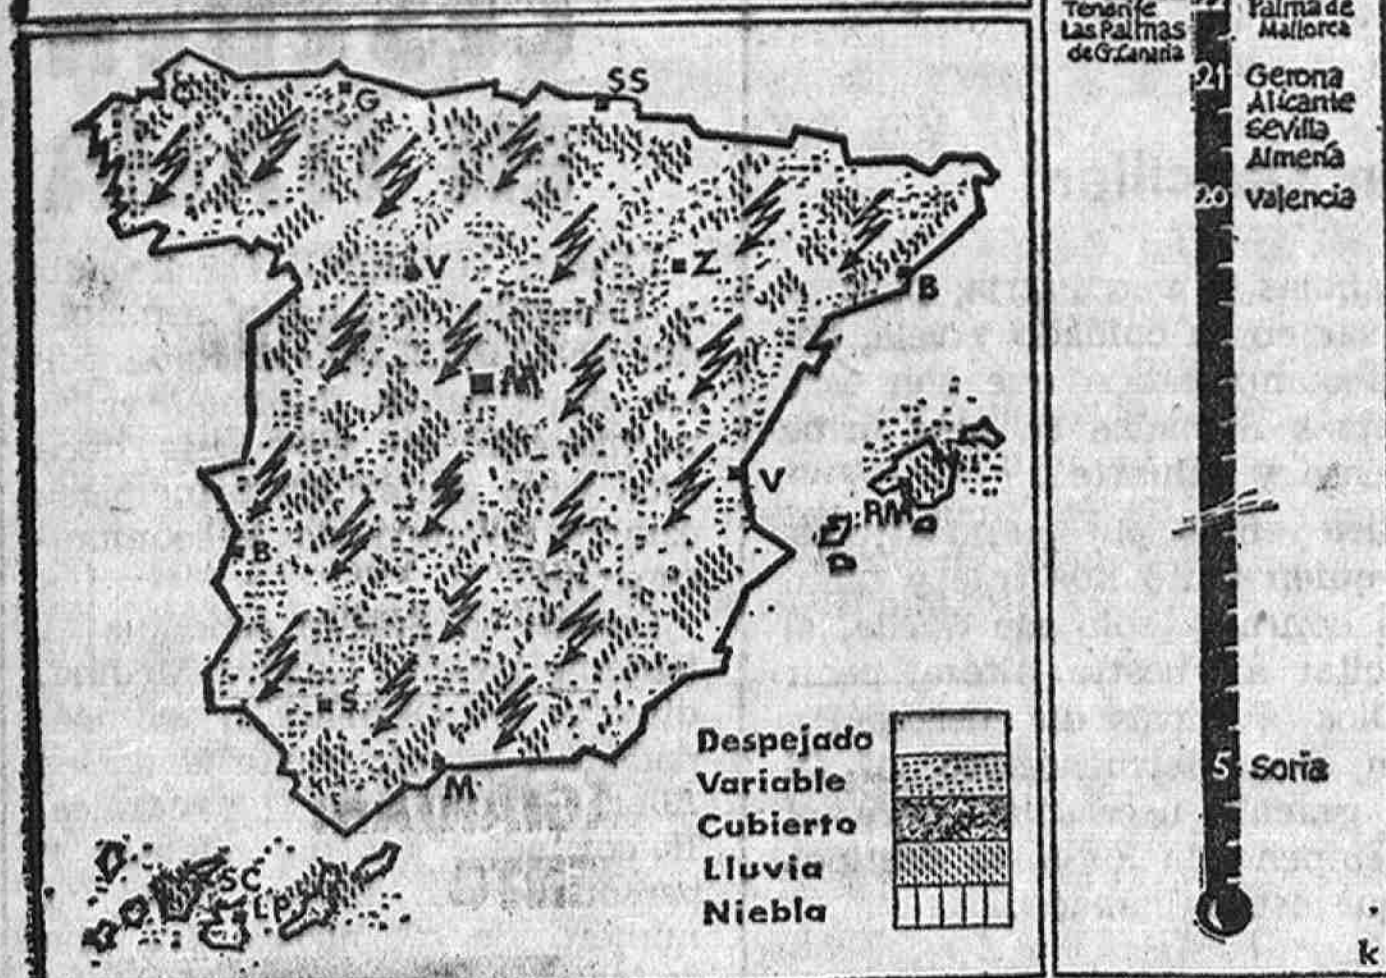 G
SS
V
Z
B
M
V
PM
B
S
M
SC
LP
Despejado
Variable
Cubierto
Lluvia
Niebla
Tenerife
Las Palmas
de G.Canaria
Palma de
Mallorca
21
Gerona
Alicante
Sevilla
Almería
20
Valencia
5
Soria
k